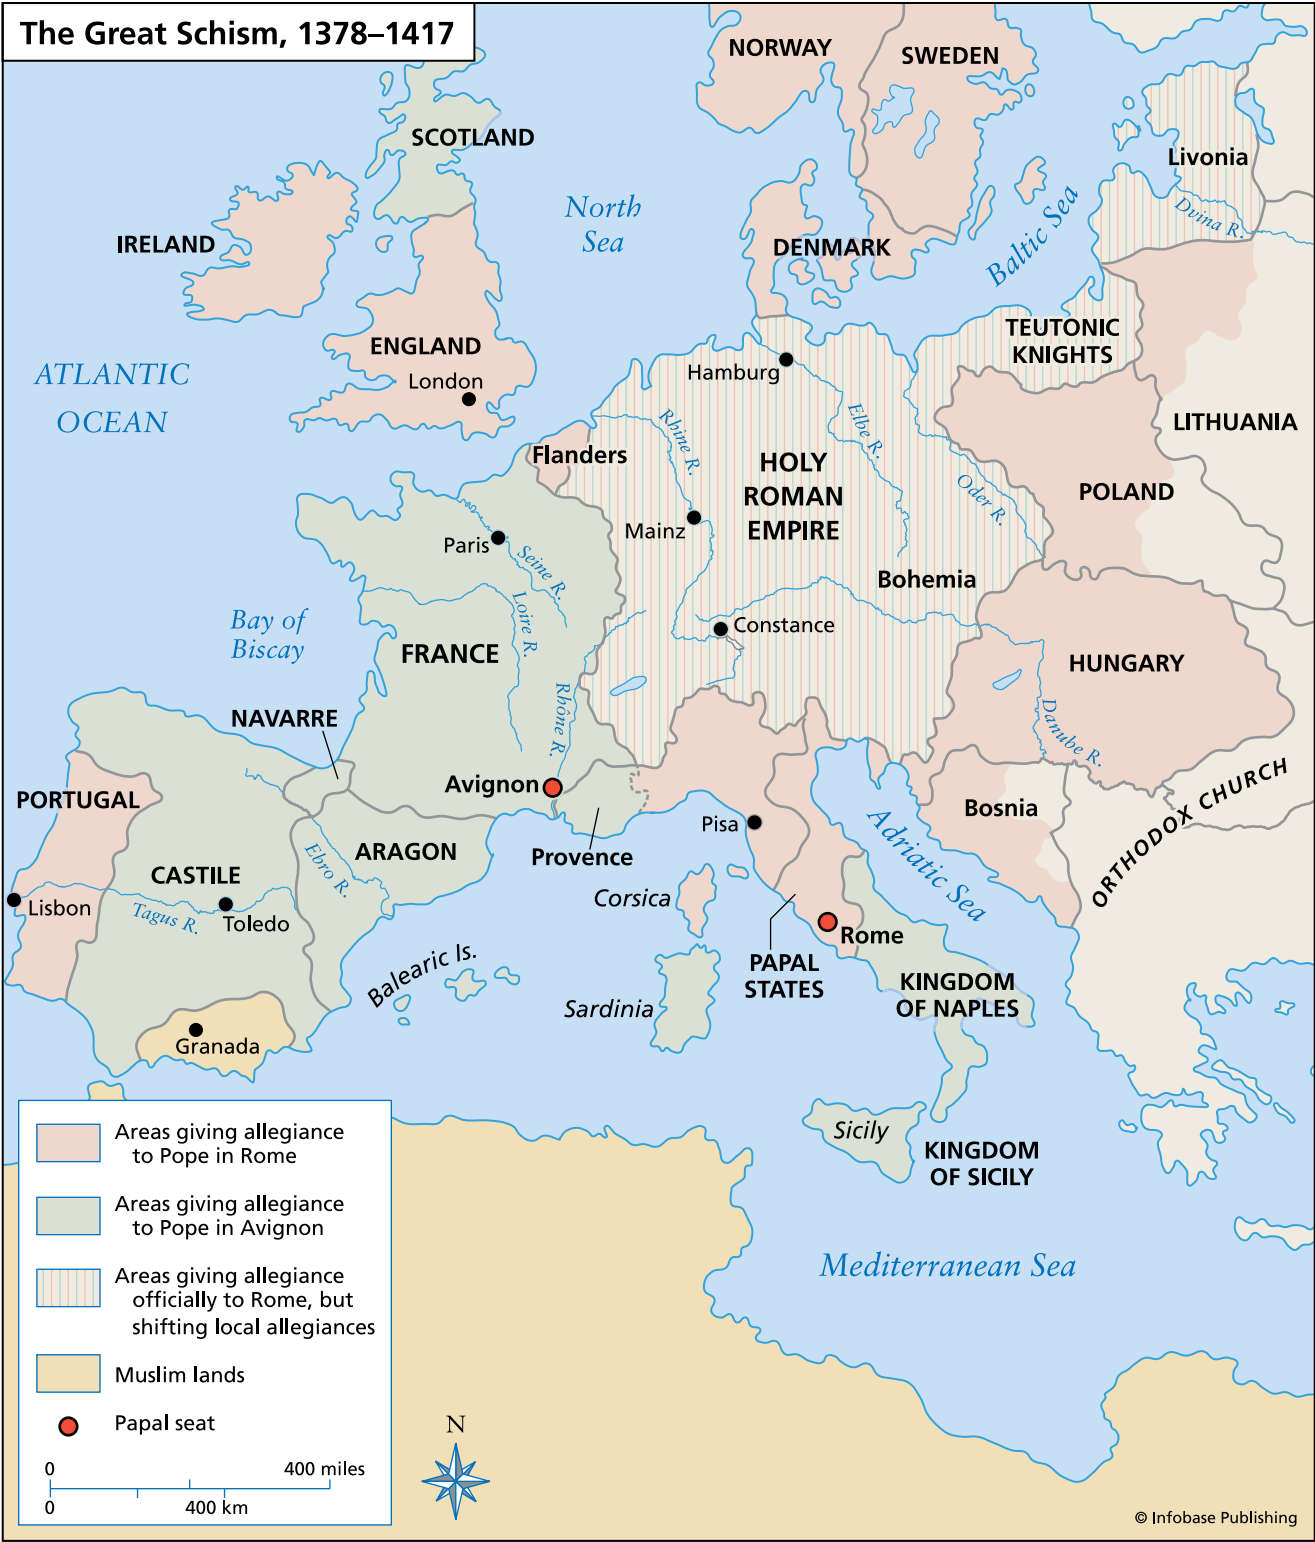 The Great Schism, 1378–1417
NORWAY
SWEDEN
SCOTLAND
Livonia
Dvina R.
North
Sea
Baltic Sea
IRELAND
DENMARK
TEUTONIC
KNIGHTS
ENGLAND
London
ATLANTIC
OCEAN
Hamburg
Rhine R.
Elbe R.
LITHUANIA
Flanders
HOLY
ROMAN
EMPIRE
Oder R.
POLAND
Mainz
Paris
Seine R.
Bohemia
Loire R.
Constance
Bay of
Biscay
FRANCE
HUNGARY
Rhône R.
Danube R.
NAVARRE
Avignon
PORTUGAL
Bosnia
ORTHODOX CHURCH
Pisa
Adriatic Sea
Provence
ARAGON
Ebro R.
CASTILE
Corsica
Lisbon
Tagus R.
Toledo
Rome
Balearic Is.
PAPAL
STATES
KINGDOM
OF NAPLES
Sardinia
Granada
Sicily
KINGDOM
OF SICILY
Mediterranean Sea
Areas giving allegiance
to Pope in Rome
Areas giving allegiance
to Pope in Avignon
Areas giving allegiance
officially to Rome, but
shifting local allegiances
Muslim lands
Papal seat
0 400 miles
0 400 km
N
© Infobase Publishing